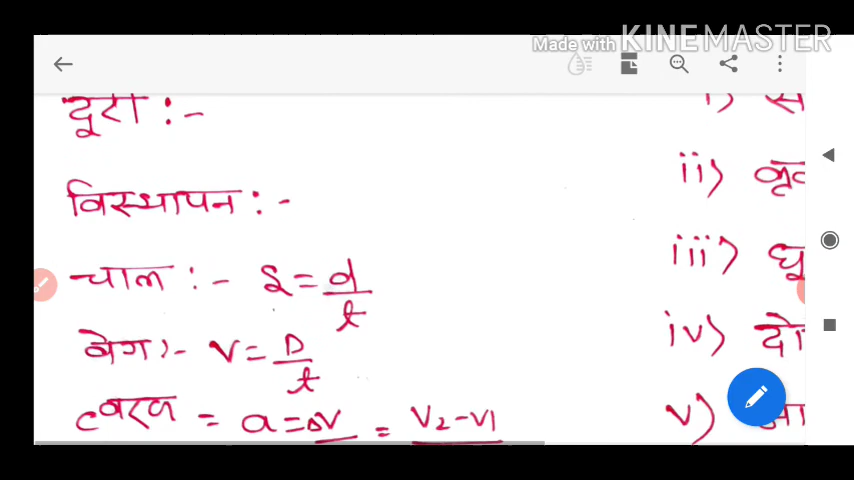 Made with KINEMASTER
दूरी :-
विस्थापन :-
चाल :- s = d/t
वेग :- v = D/t
त्वरण = a = ΔV = V2-V1
i)
ii)
iii)
iv)
v)